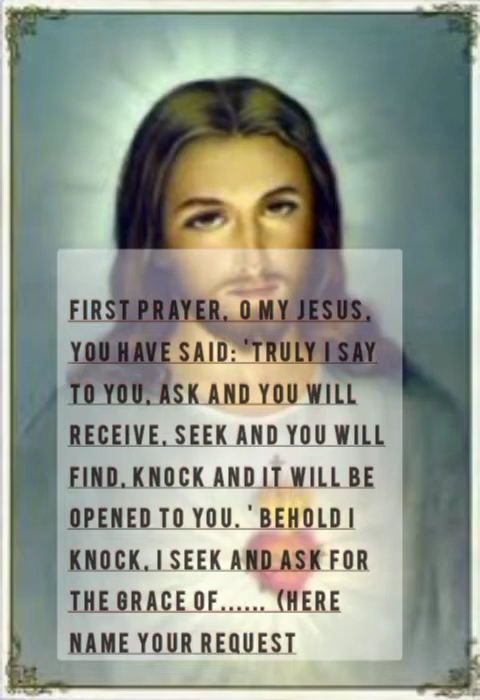 FIRST PRAYER. O MY JESUS,
YOU HAVE SAID: 'TRULY I SAY
TO YOU, ASK AND YOU WILL
RECEIVE, SEEK AND YOU WILL
FIND, KNOCK AND IT WILL BE
OPENED TO YOU. ' BEHOLD I
KNOCK, I SEEK AND ASK FOR
THE GRACE OF...... (HERE
NAME YOUR REQUEST